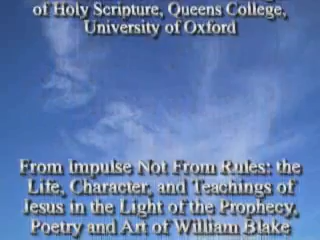 of Holy Scripture, Queens College,
University of Oxford
From Impulse Not From Rules: the
Life, Character, and Teachings of
Jesus in the Light of the Prophecy,
Poetry and Art of William Blake